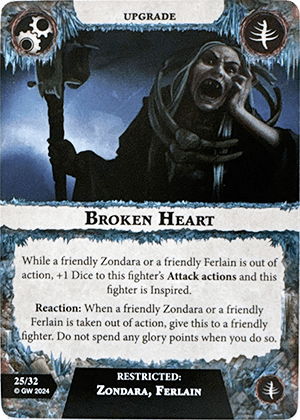 UPGRADE
BROKEN HEART
While a friendly Zondara or a friendly Ferlain is out of
action, +1 Dice to this fighter's Attack actions and this
fighter is Inspired.
Reaction: When a friendly Zondara or a friendly
Ferlain is taken out of action, give this to a friendly
fighter. Do not spend any glory points when you do so.
25/32
© GW 2024
RESTRICTED:
ZONDARA, FERLAIN